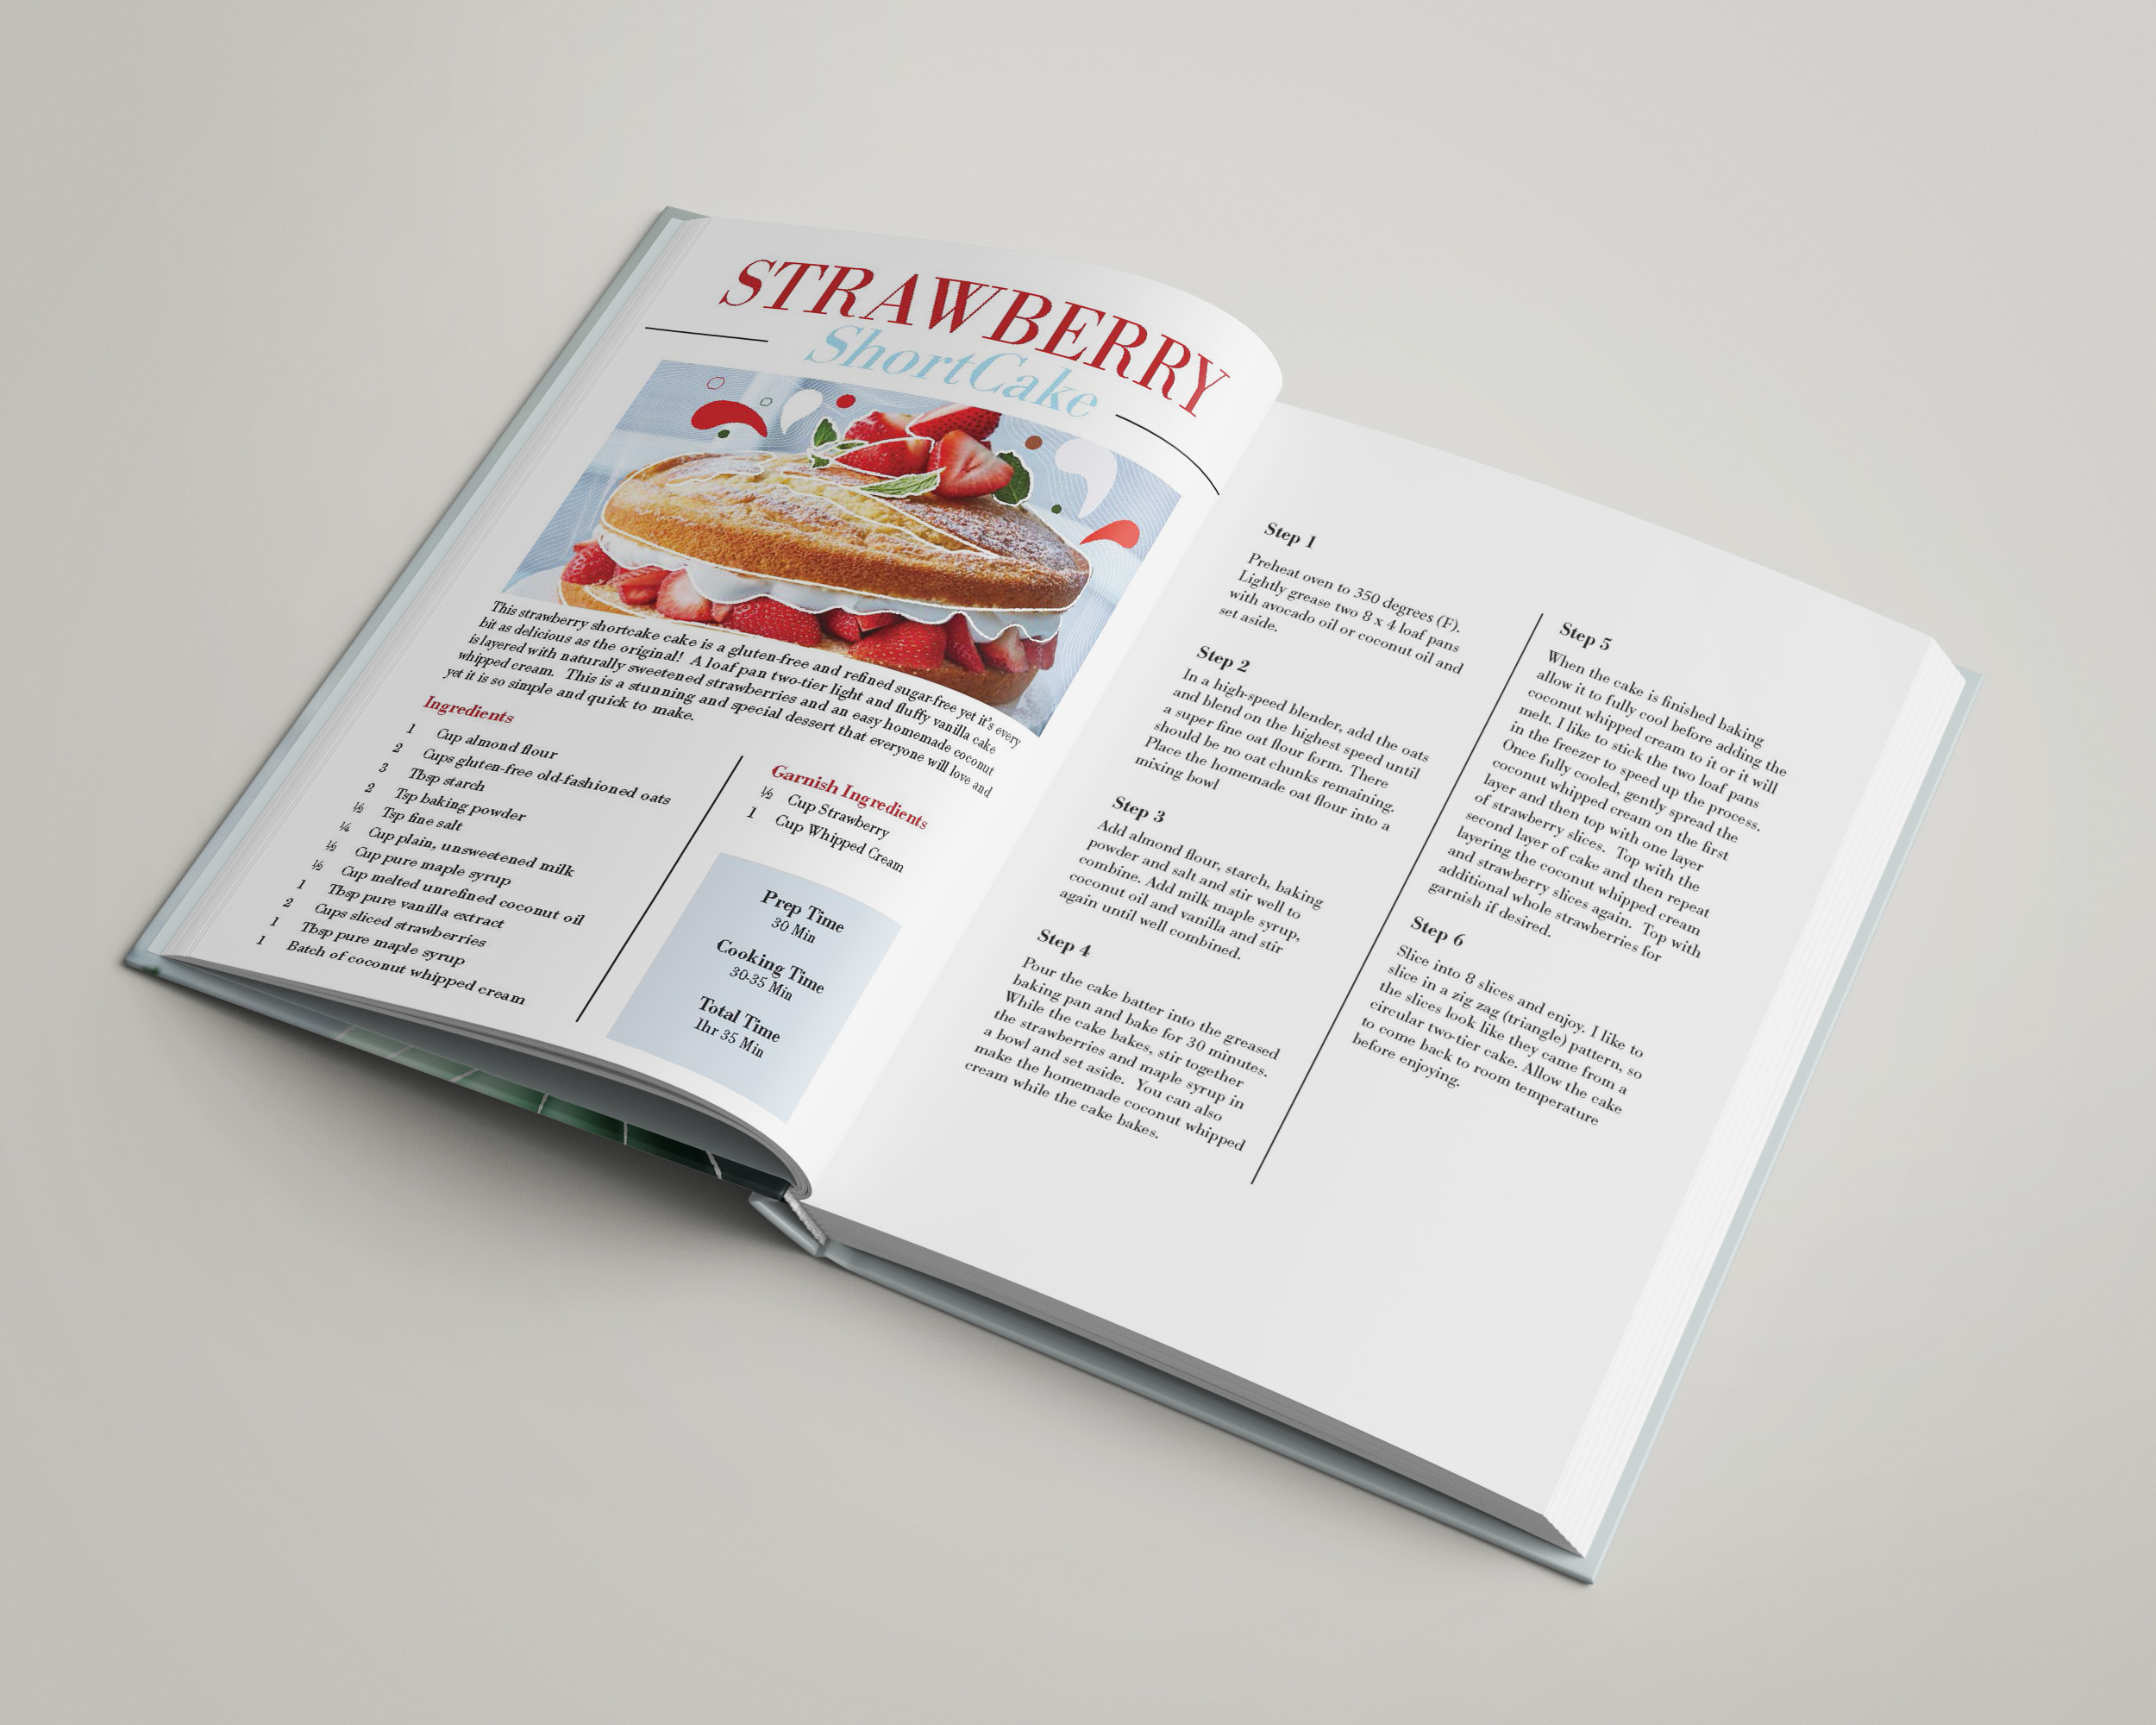 STRAWBERRY
ShortCake
This strawberry shortcake cake is a gluten-free and refined sugar-free yet it's every
bit as delicious as the original! A loaf pan two-tier light and fluffy vanilla cake
is layered with naturally sweetened strawberries and an easy homemade coconut
whipped cream. This is a stunning and special dessert that everyone will love and
yet it is so simple and quick to make.
Ingredients
1 Cup almond flour
2 Cups gluten-free old-fashioned oats
3 Tbsp starch
2 Tsp baking powder
½ Tsp fine salt
¼ Cup plain, unsweetened milk
½ Cup pure maple syrup
½ Cup melted unrefined coconut oil
1 Tbsp pure vanilla extract
2 Cups sliced strawberries
1 Tbsp pure maple syrup
1 Batch of coconut whipped cream
Garnish Ingredients
½ Cup Strawberry
1 Cup Whipped Cream
Prep Time
30 Min
Cooking Time
30-35 Min
Total Time
1hr 35 Min
Step 1
Preheat oven to 350 degrees (F).
Lightly grease two 8 x 4 loaf pans
with avocado oil or coconut oil and
set aside.
Step 2
In a high-speed blender, add the oats
and blend on the highest speed until
a super fine oat flour form. There
should be no oat chunks remaining.
Place the homemade oat flour into a
mixing bowl
Step 3
Add almond flour, starch, baking
powder and salt and stir well to
combine. Add milk maple syrup,
coconut oil and vanilla and stir
again until well combined.
Step 4
Pour the cake batter into the greased
baking pan and bake for 30 minutes.
While the cake bakes, stir together
the strawberries and maple syrup in
a bowl and set aside. You can also
make the homemade coconut whipped
cream while the cake bakes.
Step 5
When the cake is finished baking
allow it to fully cool before adding the
coconut whipped cream to it or it will
melt. I like to stick the two loaf pans
in the freezer to speed up the process.
Once fully cooled, gently spread the
coconut whipped cream on the first
layer and then top with one layer
of strawberry slices. Top with the
second layer of cake and then repeat
layering the coconut whipped cream
and strawberry slices again. Top with
additional whole strawberries for
garnish if desired.
Step 6
Slice into 8 slices and enjoy. I like to
slice in a zig zag (triangle) pattern, so
the slices look like they came from a
circular two-tier cake. Allow the cake
to come back to room temperature
before enjoying.